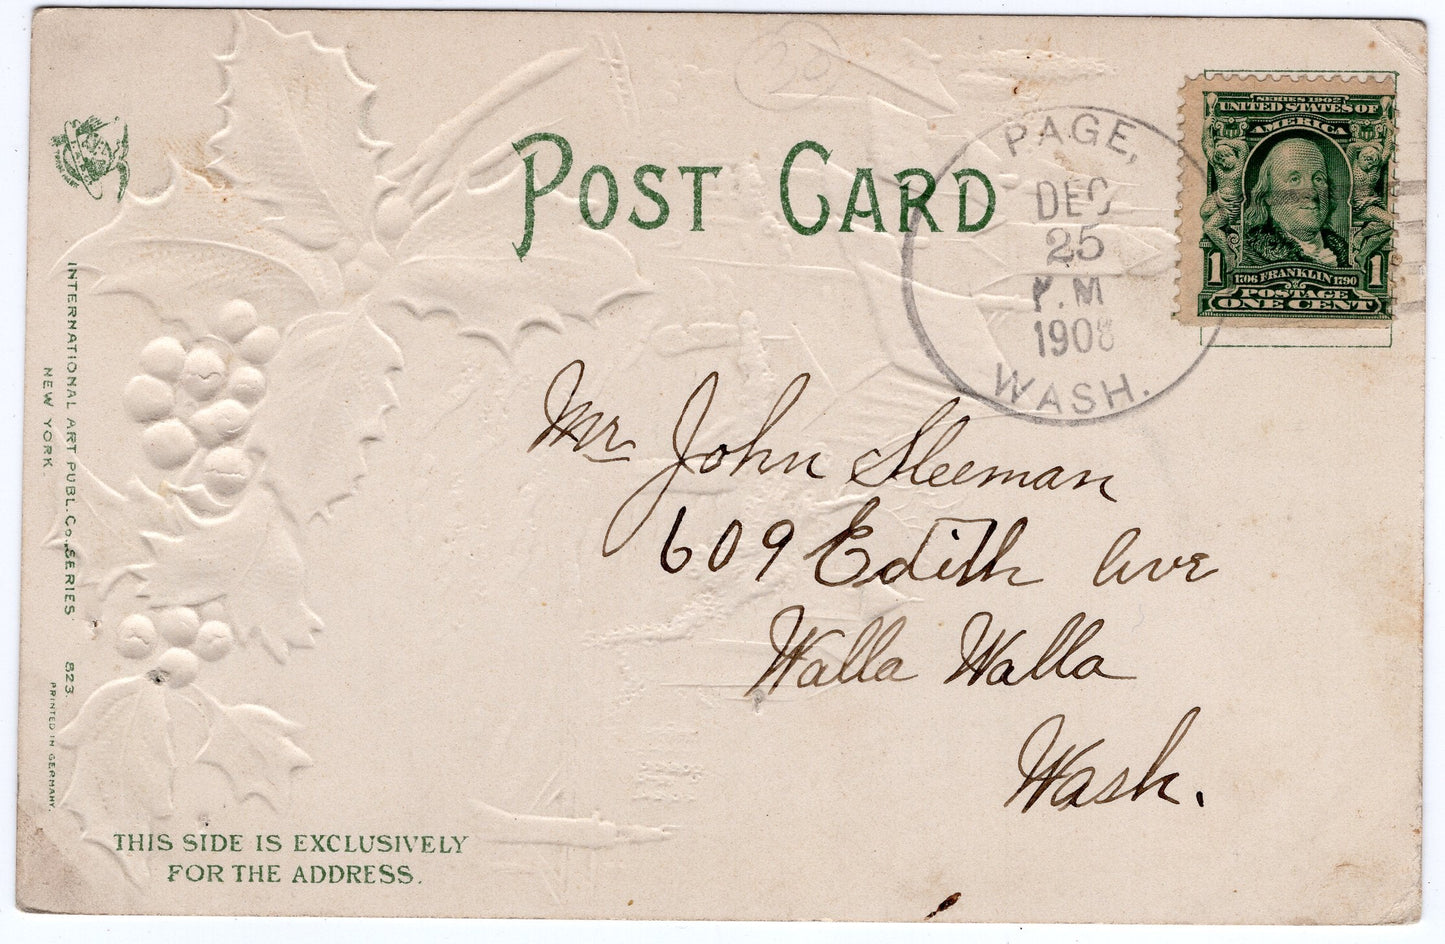 POST CARD
PAGE,
DEC
25
P.M
1908
WASH.
SERIES 1902
UNITED STATES OF
AMERICA
1706 FRANKLIN 1790
1 1
POSTAGE
ONE CENT
Mr John Sleeman
609 Edith Ave
Walla Walla
Wash.
INTERNATIONAL ART PUBL. Co. SERIES 823.
NEW YORK.
PRINTED IN GERMANY.
THIS SIDE IS EXCLUSIVELY
FOR THE ADDRESS.